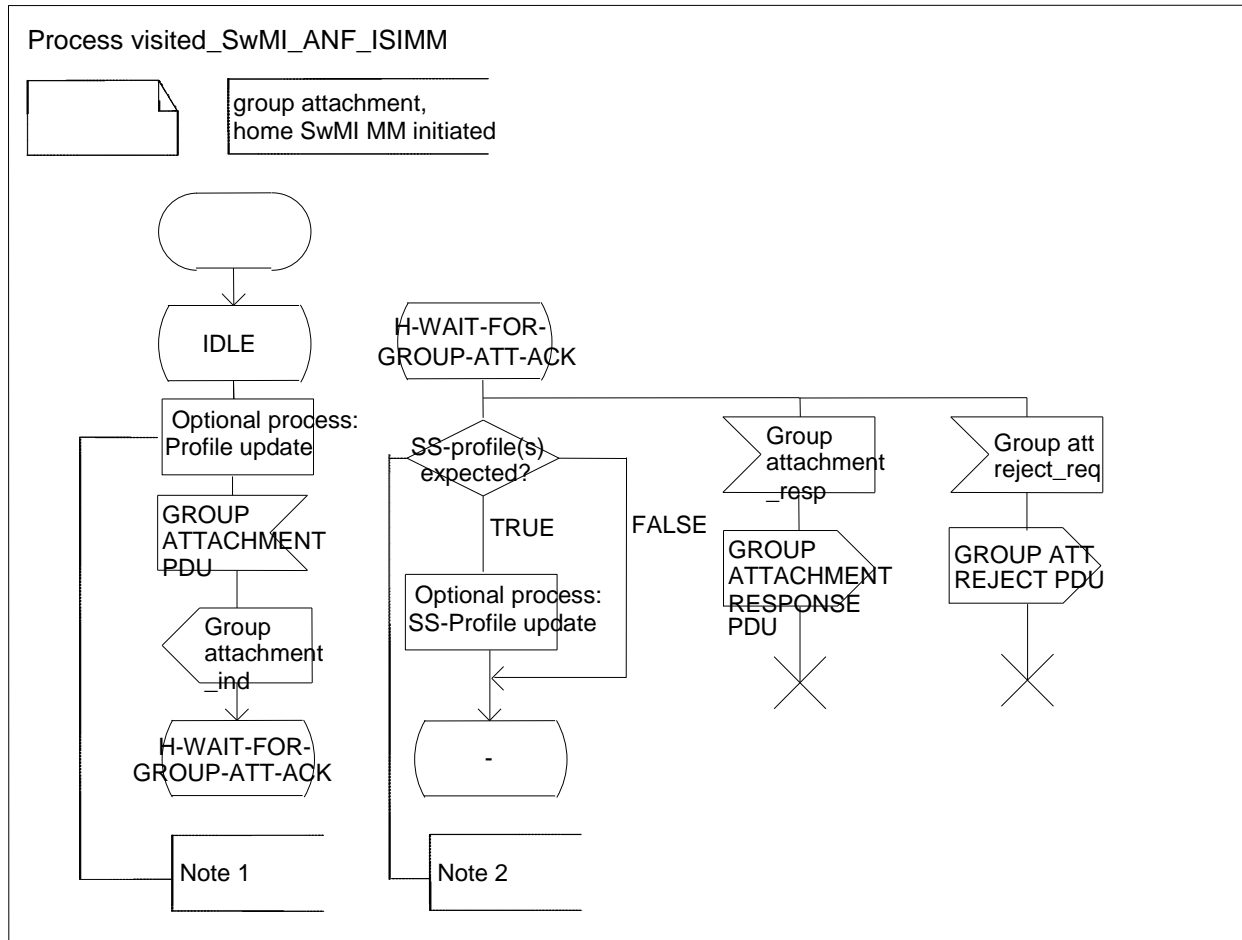 Process visited_SwMI_ANF_ISIMM
group attachment,
home SwMI MM initiated
IDLE
Optional process:
Profile update
GROUP
ATTACHMENT
PDU
Group
attachment
_ind
H-WAIT-FOR-
GROUP-ATT-ACK
Note 1
H-WAIT-FOR-
GROUP-ATT-ACK
SS-profile(s)
expected?
TRUE
FALSE
Optional process:
SS-Profile update
-
Note 2
Group
attachment
_resp
GROUP
ATTACHMENT
RESPONSE
PDU
Group att
reject_req
GROUP ATT
REJECT PDU